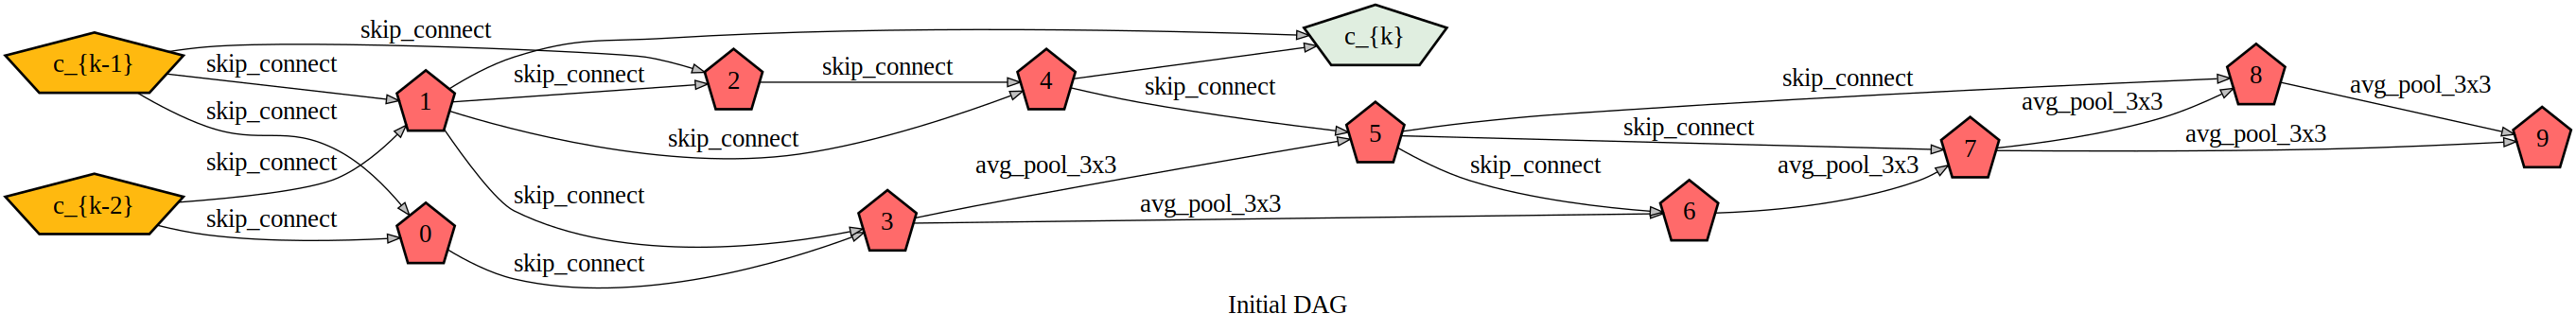 skip_connect
c_{k-1}
skip_connect
skip_connect
skip_connect
c_{k-2}
skip_connect
1
0
skip_connect
skip_connect
skip_connect
skip_connect
2
skip_connect
3
4
skip_connect
avg_pool_3x3
avg_pool_3x3
c_{k}
5
skip_connect
skip_connect
skip_connect
6
avg_pool_3x3
7
avg_pool_3x3
avg_pool_3x3
8
avg_pool_3x3
9
Initial DAG